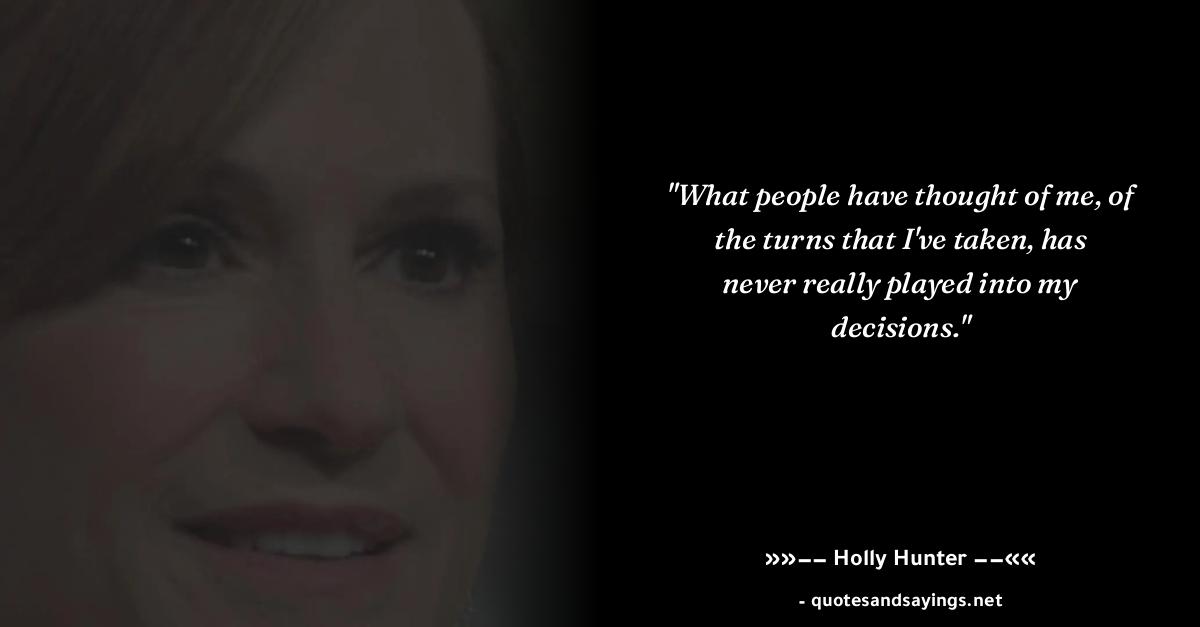 "What people have thought of me, of
the turns that I've taken, has
never really played into my
decisions."
»»−− Holly Hunter −−««
- quotesandsayings.net